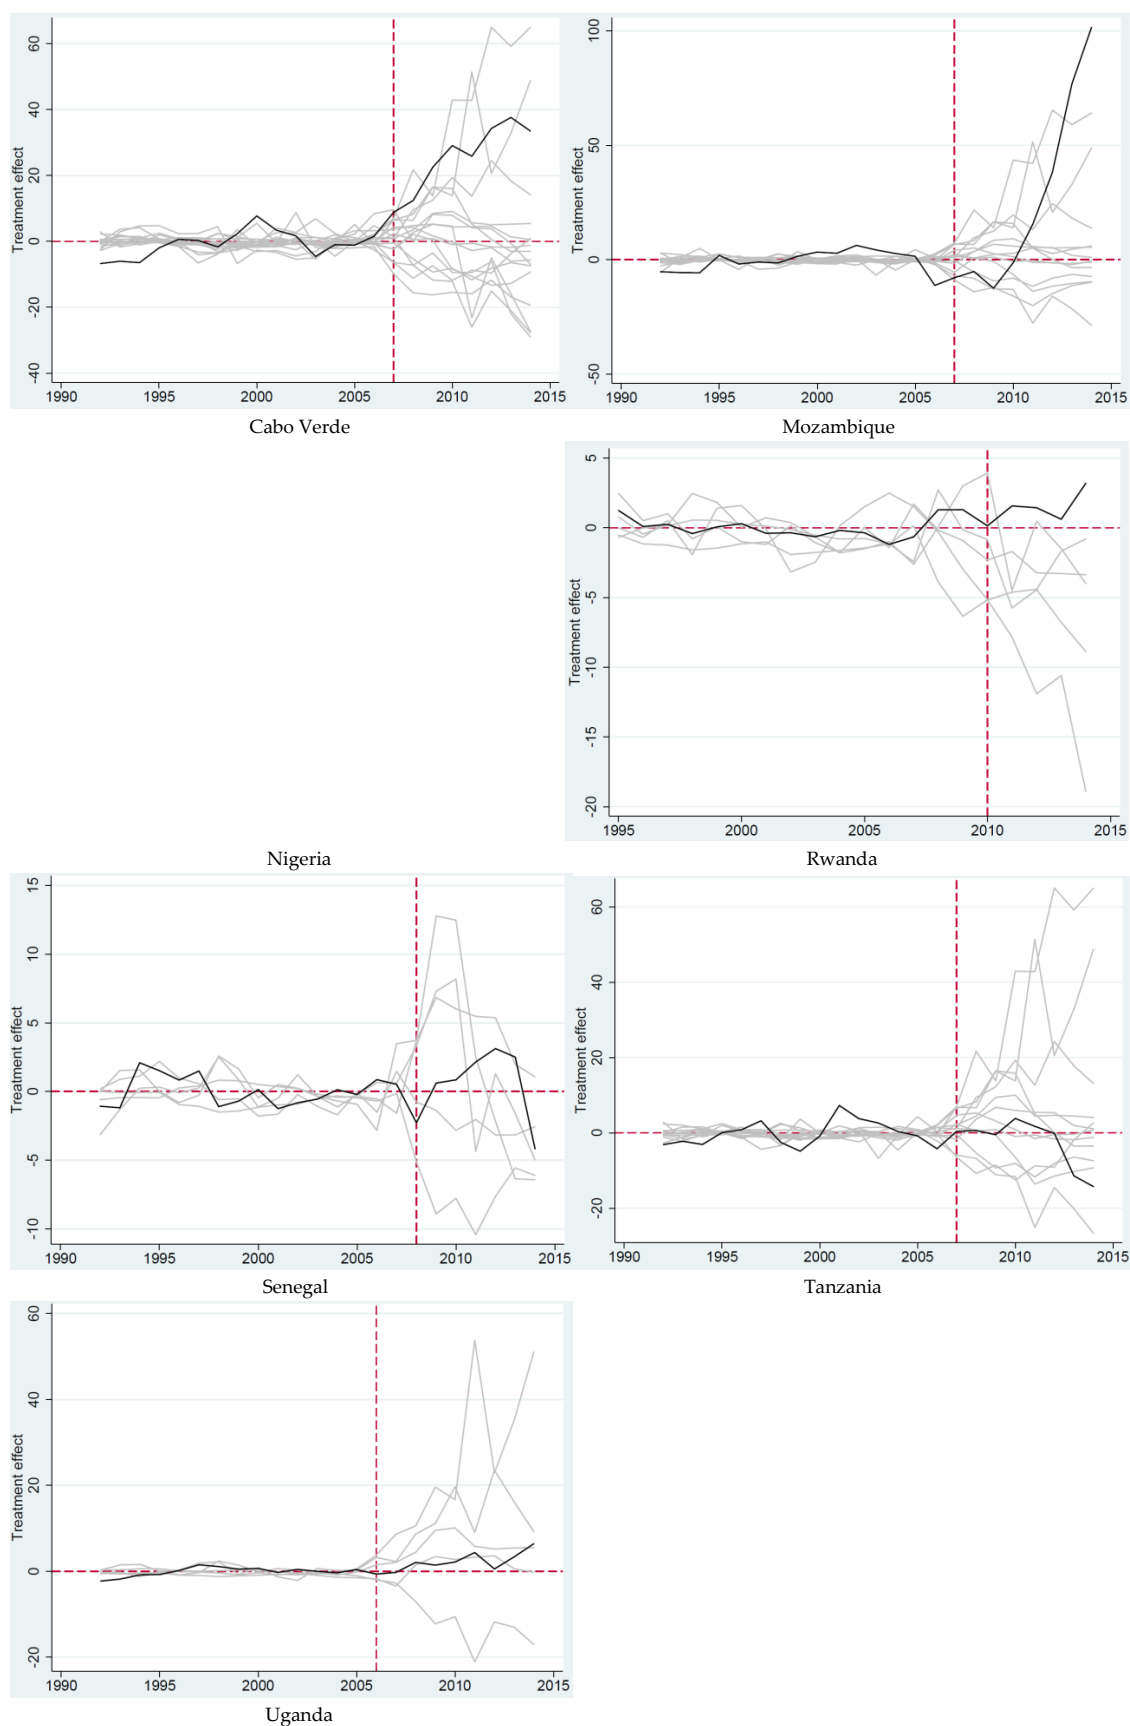 Treatment effect
60
40
20
0
-20
-40
1990 1995 2000 2005 2010 2015
Cabo Verde
Treatment effect
100
50
0
-50
1990 1995 2000 2005 2010 2015
Mozambique
Nigeria
Treatment effect
5
0
-5
-10
-15
-20
1995 2000 2005 2010 2015
Rwanda
Treatment effect
15
10
5
0
-5
-10
1990 1995 2000 2005 2010 2015
Senegal
Treatment effect
60
40
20
0
-20
1990 1995 2000 2005 2010 2015
Tanzania
Treatment effect
60
40
20
0
-20
1990 1995 2000 2005 2010 2015
Uganda